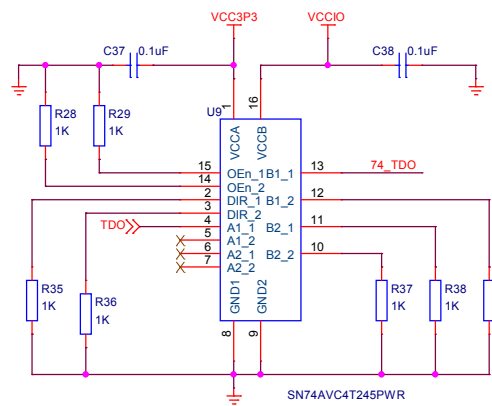 VCC3P3
VCCIO
C37
0.1uF
C38
0.1uF
R28
1K
R29
1K
U9
1
16
VCCA
VCCB
15
OEn_1
B1_1
13
74_TDO
14
OEn_2
B1_2
12
2
DIR_1
3
DIR_2
B2_1
11
TDO
4
A1_1
5
A1_2
6
A2_1
B2_2
10
7
A2_2
GND1
GND2
8
9
R35
1K
R36
1K
R37
1K
R38
1K
1K
SN74AVC4T245PWR